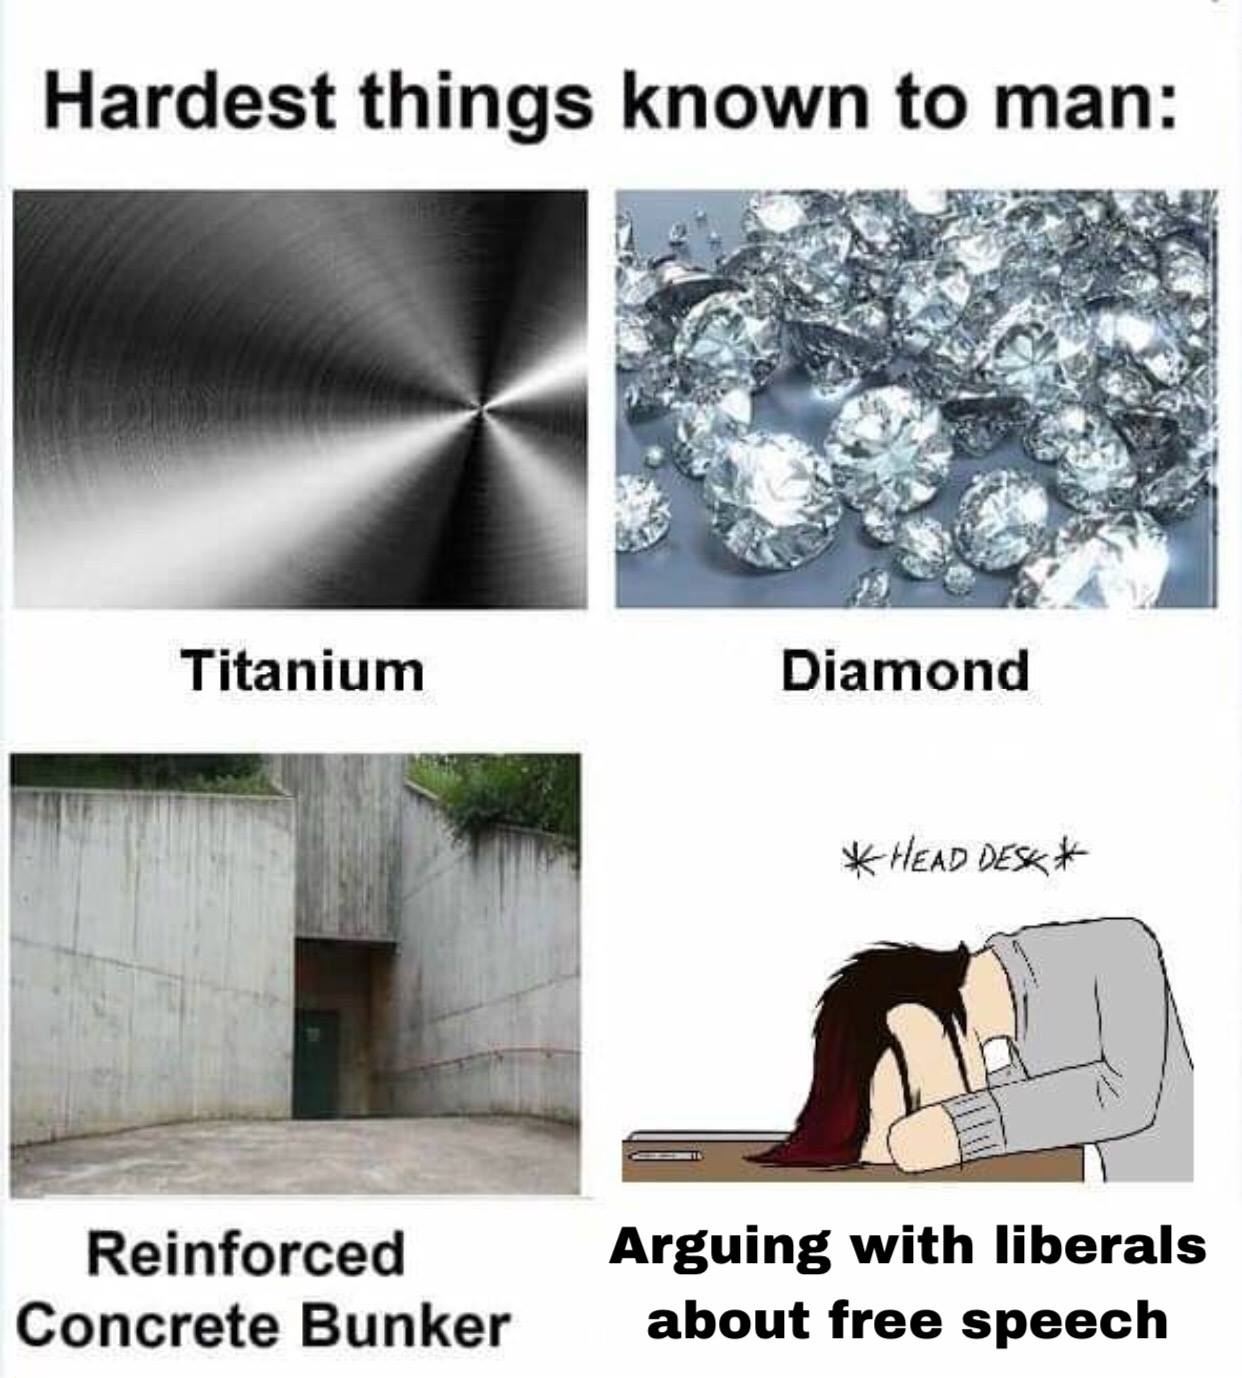 Hardest things known to man:
Titanium
Diamond
*HEAD DESK*
Reinforced
Concrete Bunker
Arguing with liberals
about free speech